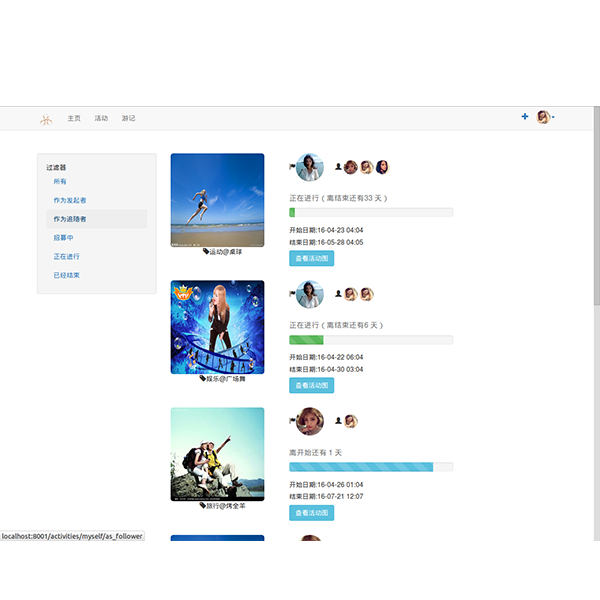 主页 活动 游记
过滤器
所有
作为发起者
作为追随者
招募中
正在进行
已经结束
运动@桌球
正在进行（离结束还有33 天）
开始日期:16-04-23 04:04
结束日期:16-05-28 04:05
查看活动图
娱乐@广场舞
正在进行（离结束还有6 天）
开始日期:16-04-22 06:04
结束日期:16-04-30 03:04
查看活动图
旅行@烤全羊
离开始还有 1 天
开始日期:16-04-26 01:04
结束日期:16-07-21 12:07
查看活动图
localhost:8001/activities/myself/as_follower